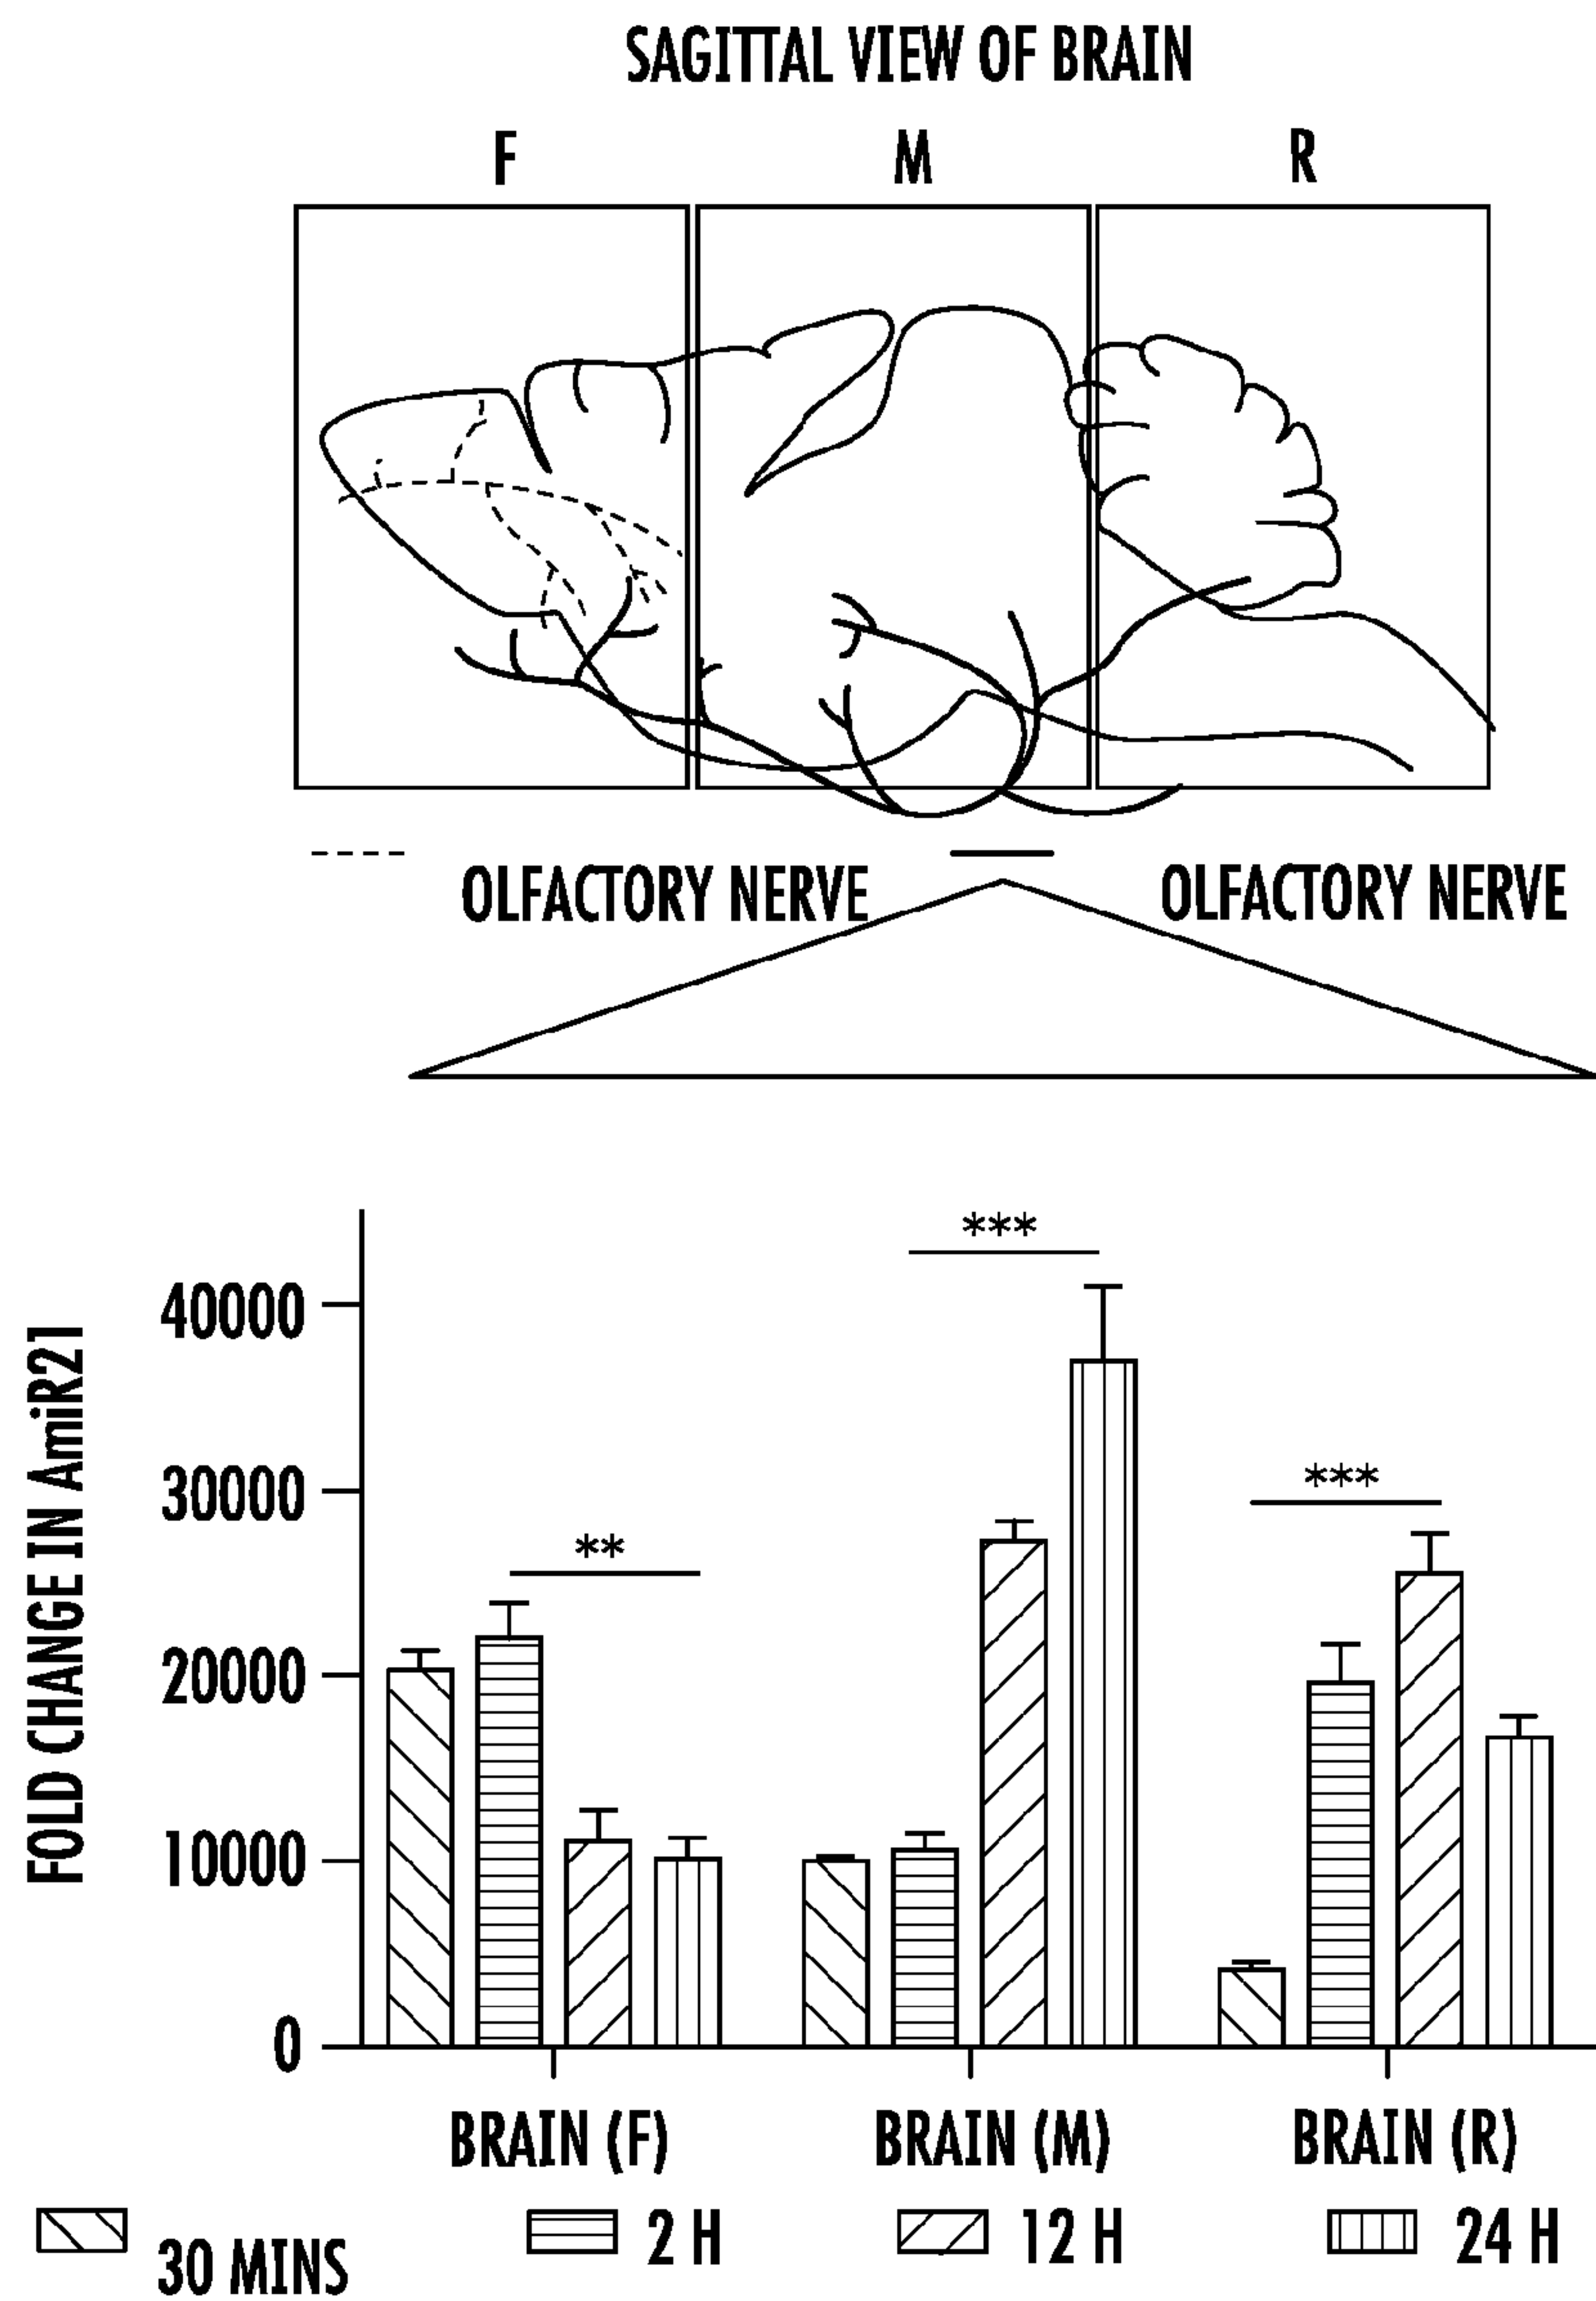 SAGITTAL VIEW OF BRAIN
F M R
OLFACTORY NERVE OLFACTORY NERVE
FOLD CHANGE IN AmiR21
***
40000
***
30000
**
20000
10000
0
BRAIN (F) BRAIN (M) BRAIN (R)
30 MINS 2 H 12 H 24 H